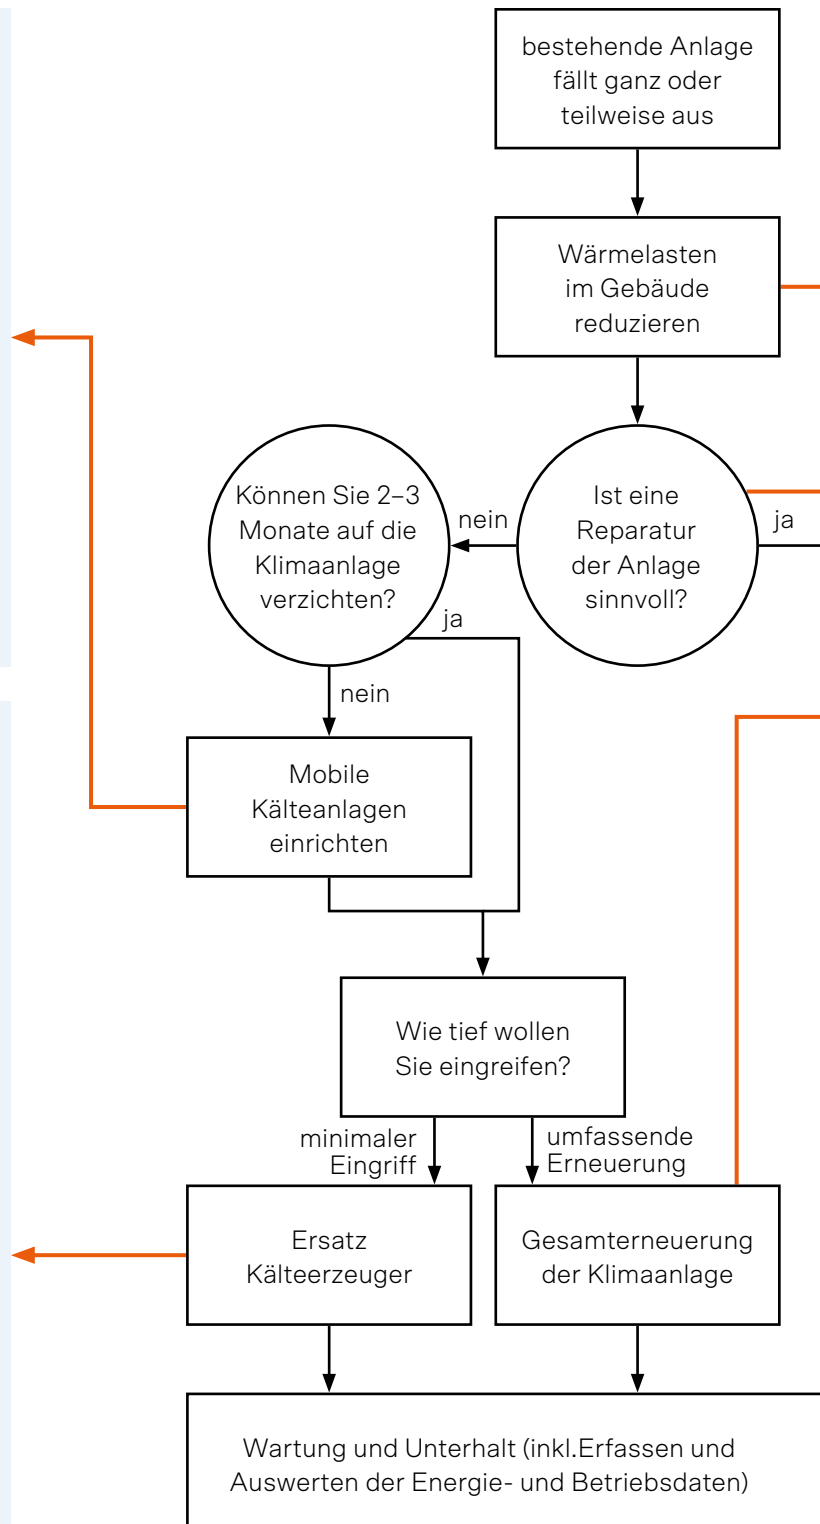 bestehende Anlage
fällt ganz oder
teilweise aus
Wärmelasten
im Gebäude
reduzieren
Können Sie 2–3
Monate auf die
Klimaanlage
verzichten?
nein
Ist eine
Reparatur
der Anlage
sinnvoll?
ja
ja
nein
Mobile
Kälteanlagen
einrichten
Wie tief wollen
Sie eingreifen?
minimaler
Eingriff
umfassende
Erneuerung
Ersatz
Kälteerzeuger
Gesamterneuerung
der Klimaanlage
Wartung und Unterhalt (inkl.Erfassen und
Auswerten der Energie- und Betriebsdaten)